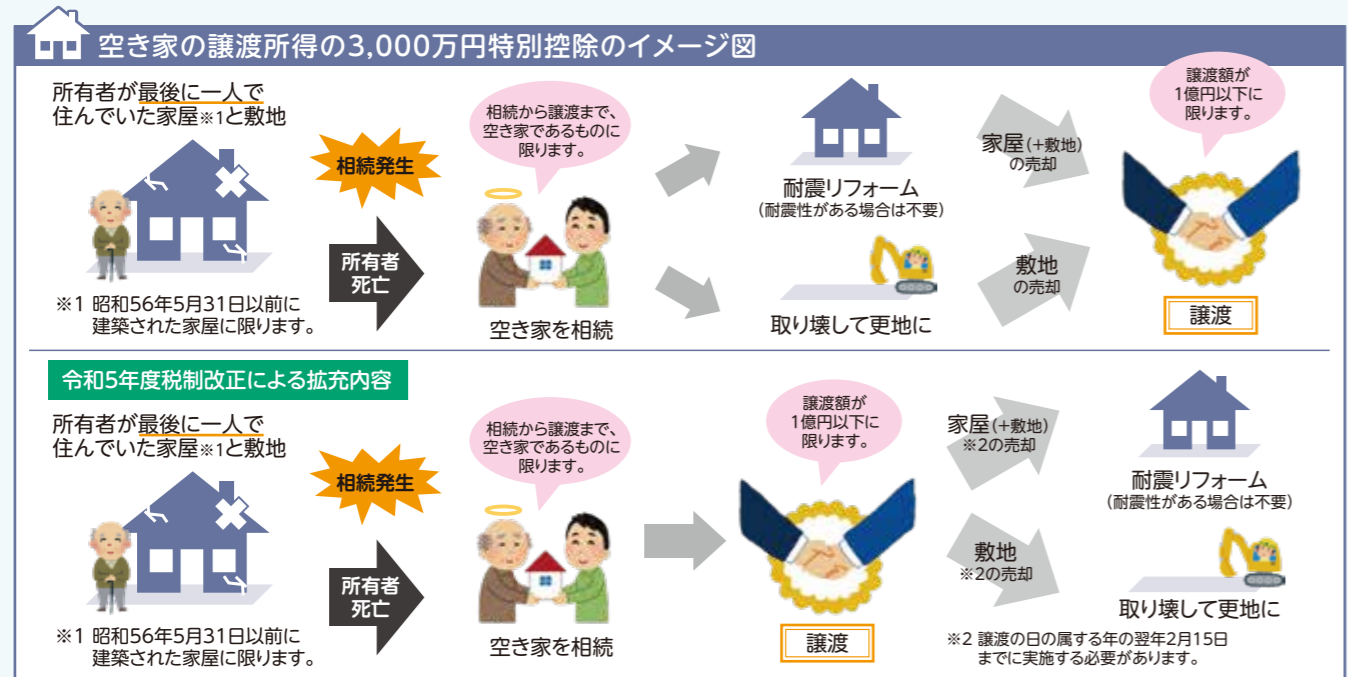 空き家の譲渡所得の3,000万円特別控除のイメージ図
所有者が最後に一人で
住んでいた家屋※1と敷地
※1 昭和56年5月31日以前に
建築された家屋に限ります。
相続発生
所有者
死亡
相続から譲渡まで、
空き家であるものに
限ります。
空き家を相続
耐震リフォーム
(耐震性がある場合は不要)
取り壊して更地に
家屋(+敷地)
の売却
敷地
の売却
譲渡額が
1億円以下に
限ります。
譲渡
令和5年度税制改正による拡充内容
所有者が最後に一人で
住んでいた家屋※1と敷地
※1 昭和56年5月31日以前に
建築された家屋に限ります。
相続発生
所有者
死亡
相続から譲渡まで、
空き家であるものに
限ります。
空き家を相続
譲渡額が
1億円以下に
限ります。
譲渡
家屋(+敷地)
※2の売却
敷地
※2の売却
耐震リフォーム
(耐震性がある場合は不要)
取り壊して更地に
※2 譲渡の日の属する年の翌年2月15日
までに実施する必要があります。